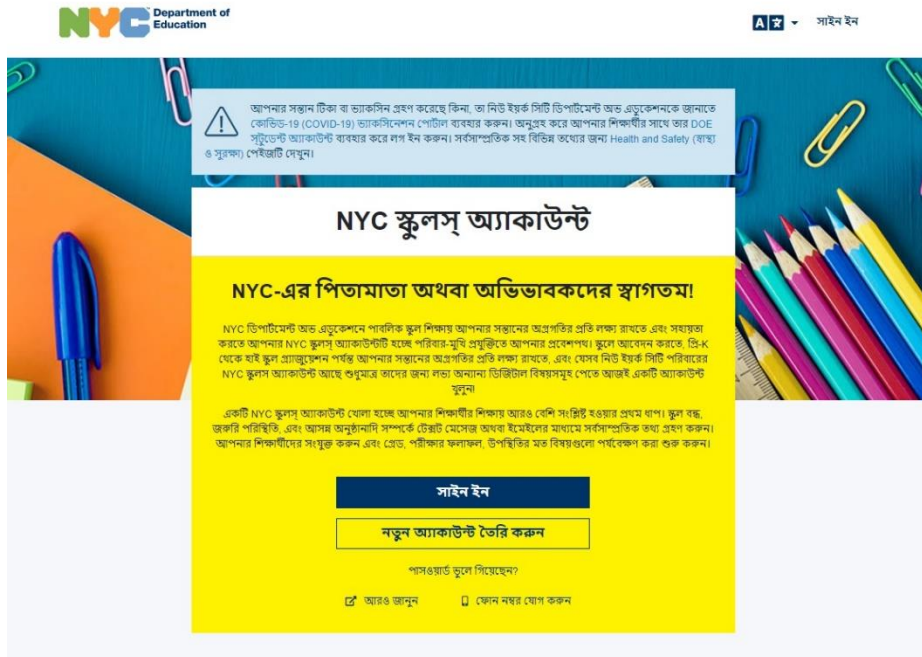 NYC Department of
Education
সাইন ইন
আপনার সন্তান টিকা বা ভ্যাকসিন গ্রহণ করেছে কিনা, তা নিউ ইয়র্ক সিটি ডিপার্টমেন্ট অভ এডুকেশনকে জানাতে
কোভিড-19 (COVID-19) ভ্যাকসিনেশন পোর্টাল ব্যবহার করুন। অনুগ্রহ করে আপনার শিক্ষার্থীর সাথে তার DOE
স্টুডেন্ট অ্যাকাউন্ট ব্যবহার করে লগ ইন করুন। সর্বসাম্প্রতিক সহ বিভিন্ন তথ্যের জন্য Health and Safety (স্বাস্থ্য
ও সুরক্ষা) পেইজটি দেখুন।
NYC স্কুলস্ অ্যাকাউন্ট
NYC-এর পিতামাতা অথবা অভিভাবকদের স্বাগতম!
NYC ডিপার্টমেন্ট অভ এডুকেশনে পাবলিক স্কুল শিক্ষায় আপনার সন্তানের অগ্রগতির প্রতি লক্ষ্য রাখতে এবং সহায়তা
করতে আপনার NYC স্কুলস্ অ্যাকাউন্টটি হচ্ছে পরিবার-মুখি প্রযুক্তিতে আপনার প্রবেশপথ। স্কুলে আবেদন করতে, প্রি-K
থেকে হাই স্কুল গ্র্যাজুয়েশন পর্যন্ত আপনার সন্তানের অগ্রগতির প্রতি লক্ষ্য রাখতে, এবং যেসব নিউ ইয়র্ক সিটি পরিবারের
NYC স্কুলস অ্যাকাউন্ট আছে শুধুমাত্র তাদের জন্য লভ্য অন্যান্য ডিজিটাল বিষয়সমূহ পেতে আজই একটি অ্যাকাউন্ট
খুলুন!
একটি NYC স্কুলস্ অ্যাকাউন্ট খোলা হচ্ছে আপনার শিক্ষার্থীর শিক্ষায় আরও বেশি সংশ্লিষ্ট হওয়ার প্রথম ধাপ। স্কুল বন্ধ,
জরুরি পরিস্থিতি, এবং আসন্ন অনুষ্ঠানাদি সম্পর্কে টেক্সট মেসেজ অথবা ইমেইলের মাধ্যমে সর্বসাম্প্রতিক তথ্য গ্রহণ করুন।
আপনার শিক্ষার্থীদের সংযুক্ত করুন এবং গ্রেড, পরীক্ষার ফলাফল, উপস্থিতির মত বিষয়গুলো পর্যবেক্ষণ করা শুরু করুন।
সাইন ইন
নতুন অ্যাকাউন্ট তৈরি করুন
পাসওয়ার্ড ভুলে গিয়েছেন?
আরও জানুন ফোন নম্বর যোগ করুন